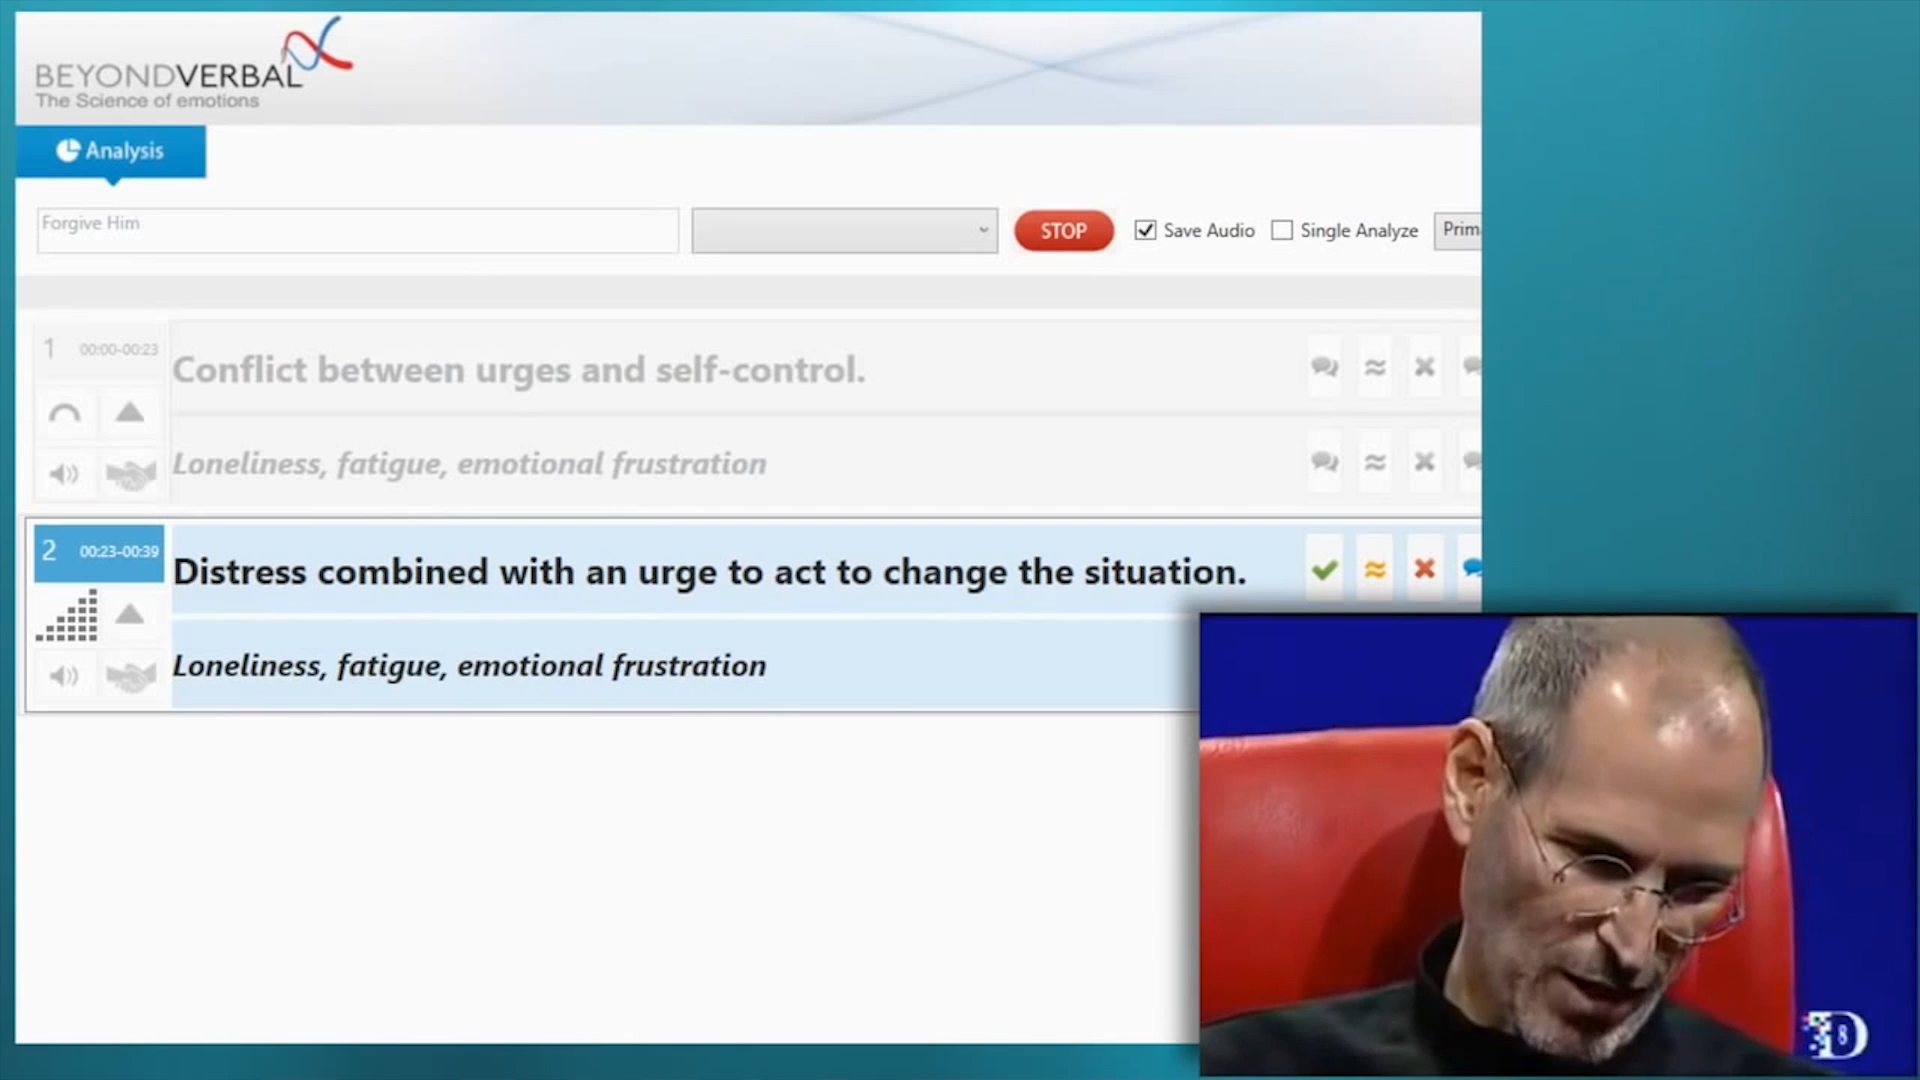 BEYONDVERBAL
The Science of emotions
Analysis
Forgive Him
STOP
Save Audio
Single Analyze
Prim
1 00:00-00:23
Conflict between urges and self-control.
Loneliness, fatigue, emotional frustration
2 00:23-00:39
Distress combined with an urge to act to change the situation.
Loneliness, fatigue, emotional frustration
D8